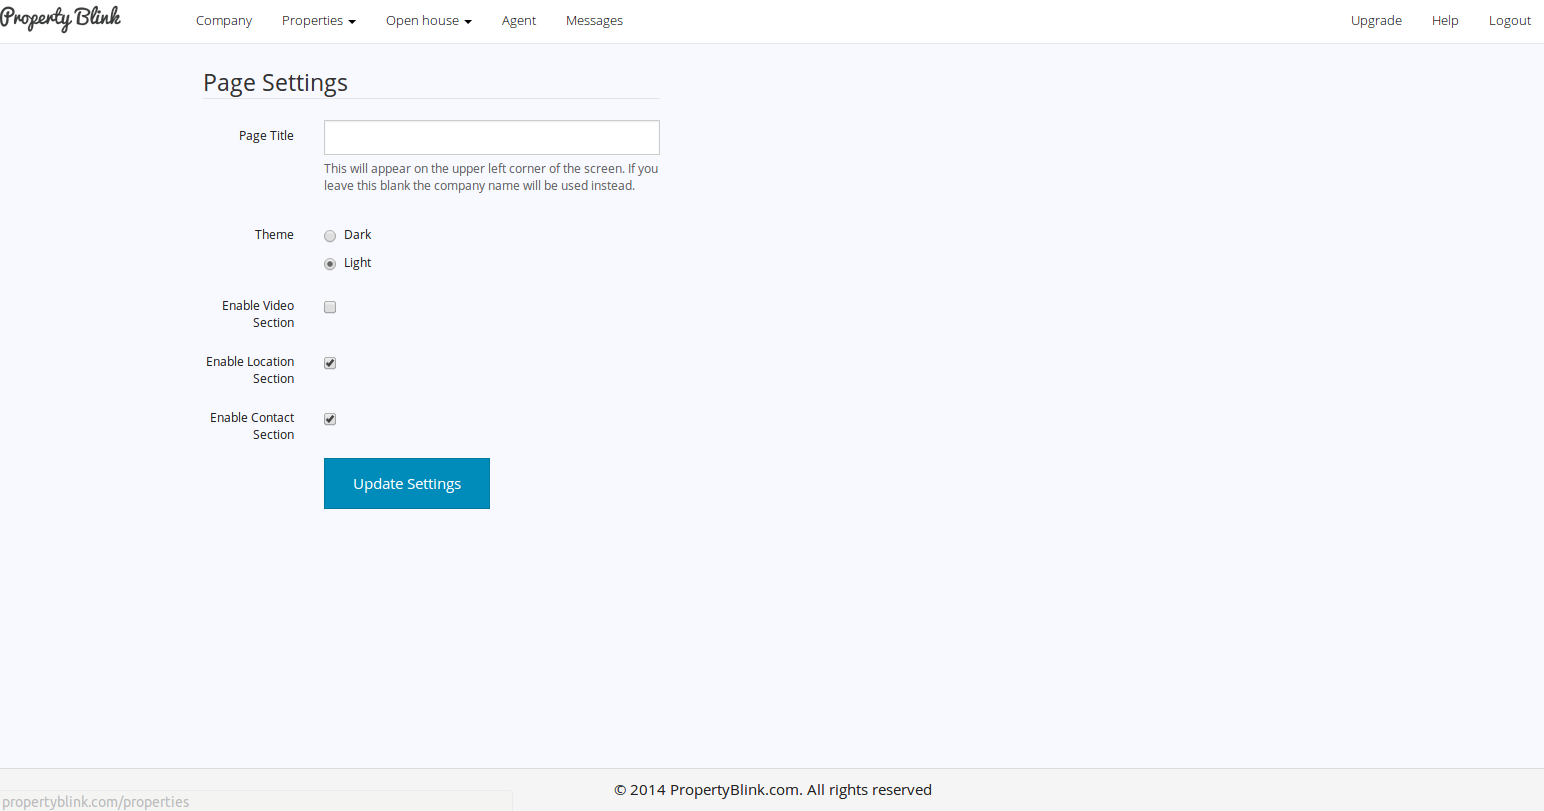 Property Blink Company Properties Open house Agent Messages Upgrade Help Logout
Page Settings
Page Title
This will appear on the upper left corner of the screen. If you
leave this blank the company name will be used instead.
Theme
Dark
Light
Enable Video
Section
Enable Location
Section
Enable Contact
Section
Update Settings
© 2014 PropertyBlink.com. All rights reserved
propertyblink.com/properties